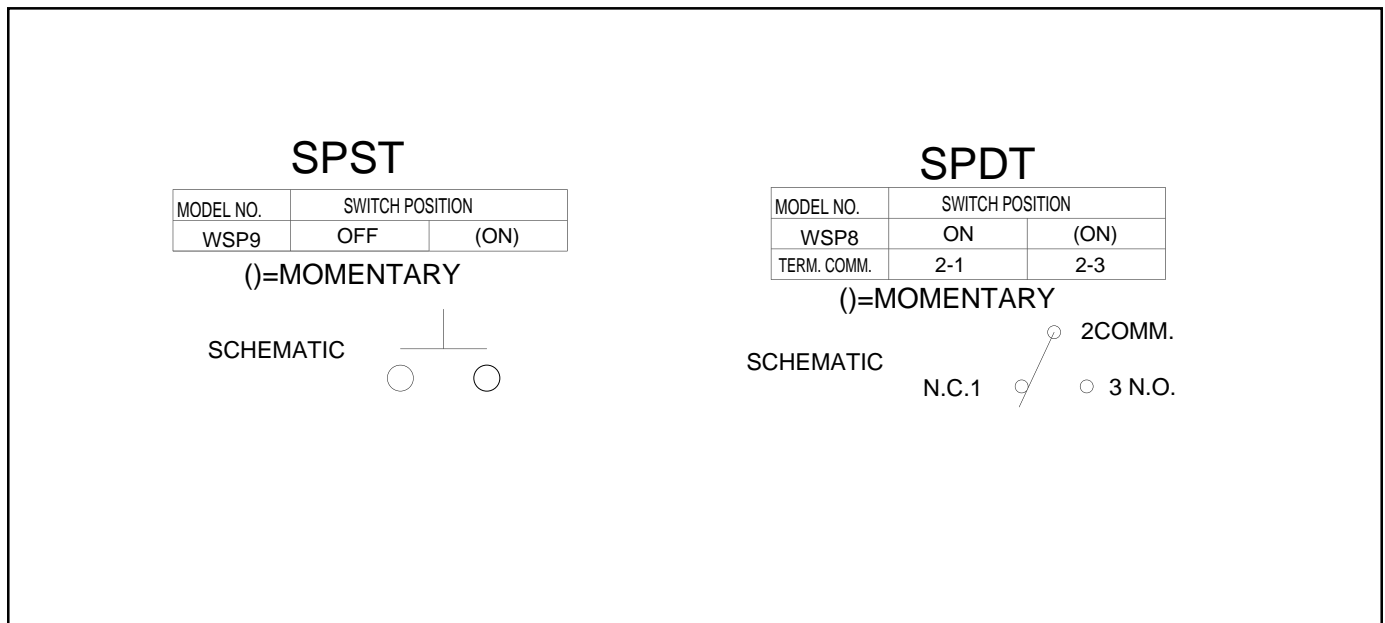 SPST
MODEL NO. SWITCH POSITION
WSP9 OFF (ON)
()=MOMENTARY
SCHEMATIC
SPDT
MODEL NO. SWITCH POSITION
WSP8 ON (ON)
TERM. COMM. 2-1 2-3
()=MOMENTARY
2COMM.
SCHEMATIC
N.C.1 3 N.O.